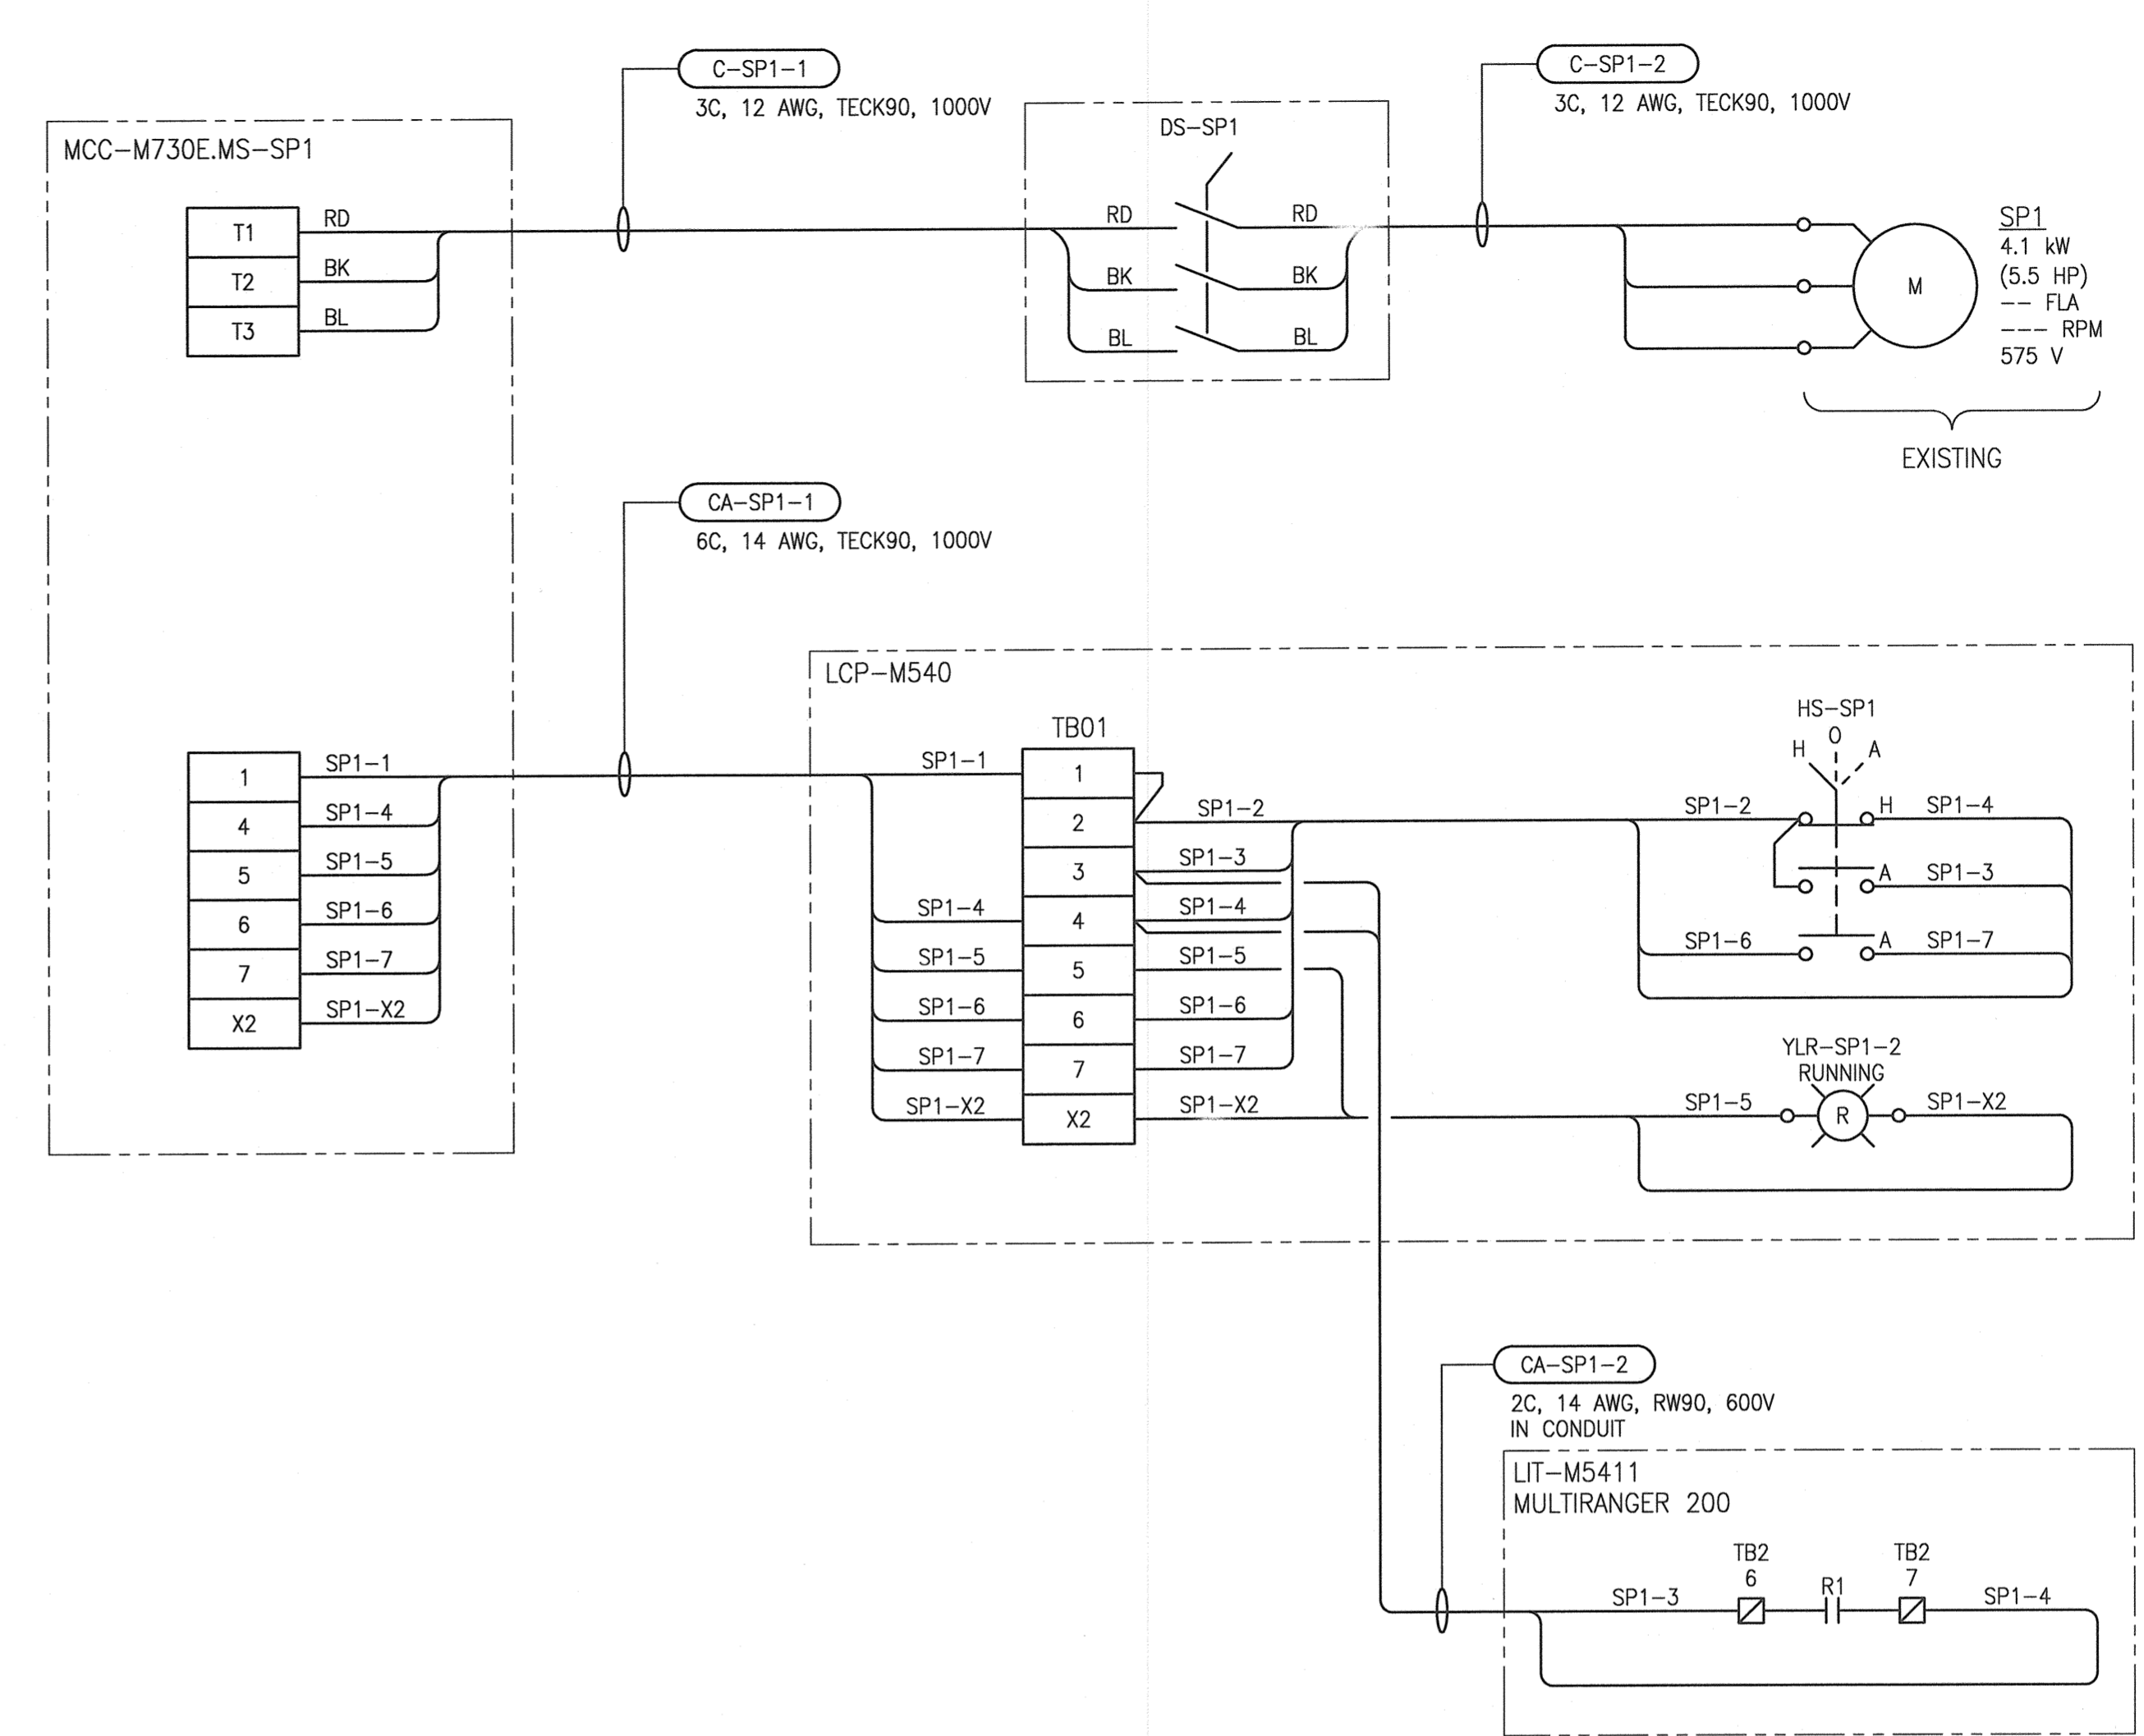 C-SP1-1
3C, 12 AWG, TECK90, 1000V
C-SP1-2
3C, 12 AWG, TECK90, 1000V
MCC-M730E.MS-SP1
T1
T2
T3
RD
BK
BL
DS-SP1
RD
BK
BL
RD
BK
BL
M
SP1
4.1 kW
(5.5 HP)
-- FLA
--- RPM
575 V
EXISTING
CA-SP1-1
6C, 14 AWG, TECK90, 1000V
1
4
5
6
7
X2
SP1-1
SP1-4
SP1-5
SP1-6
SP1-7
SP1-X2
LCP-M540
TB01
SP1-1
SP1-4
SP1-5
SP1-6
SP1-7
SP1-X2
1
2
3
4
5
6
7
X2
SP1-2
SP1-3
SP1-4
SP1-5
SP1-6
SP1-7
SP1-X2
HS-SP1
H O A
SP1-2 H SP1-4
A SP1-3
SP1-6 A SP1-7
YLR-SP1-2
RUNNING
SP1-5 R SP1-X2
CA-SP1-2
2C, 14 AWG, RW90, 600V
IN CONDUIT
LIT-M5411
MULTIRANGER 200
TB2
6
R1
TB2
7
SP1-3
SP1-4